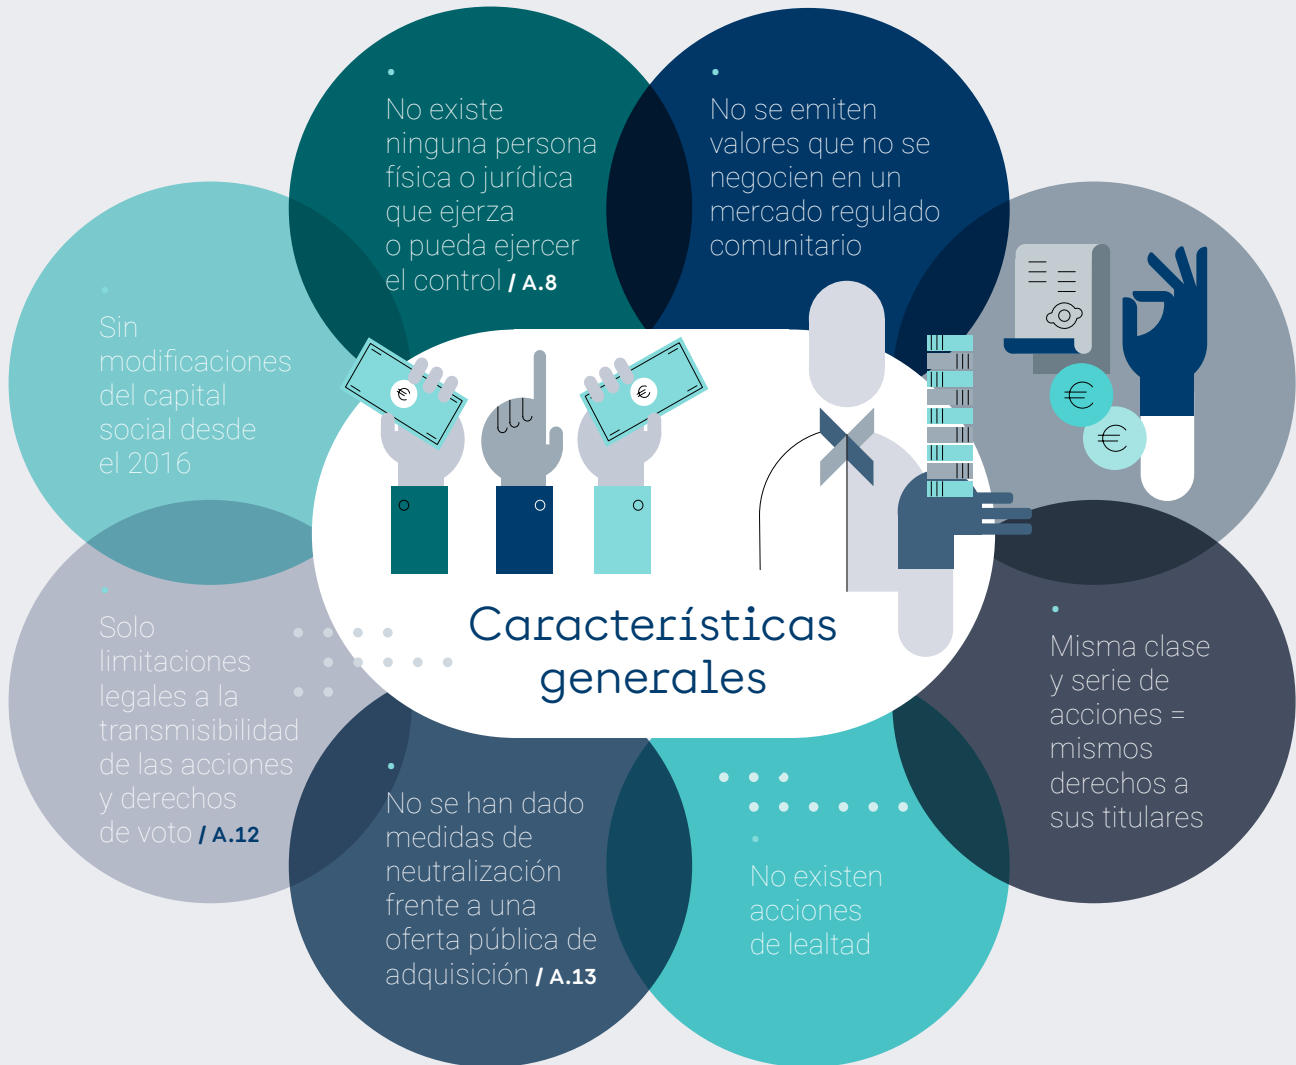 No existe
ninguna persona
física o jurídica
que ejerza
o pueda ejercer
el control / A.8
No se emiten
valores que no se
negocien en un
mercado regulado
comunitario
Sin
modificaciones
del capital
social desde
el 2016
Características
generales
Solo
limitaciones
legales a la
transmisibilidad
de las acciones
y derechos
de voto / A.12
Misma clase
y serie de
acciones =
mismos
derechos a
sus titulares
No se han dado
medidas de
neutralización
frente a una
oferta pública de
adquisición / A.13
No existen
acciones
de lealtad